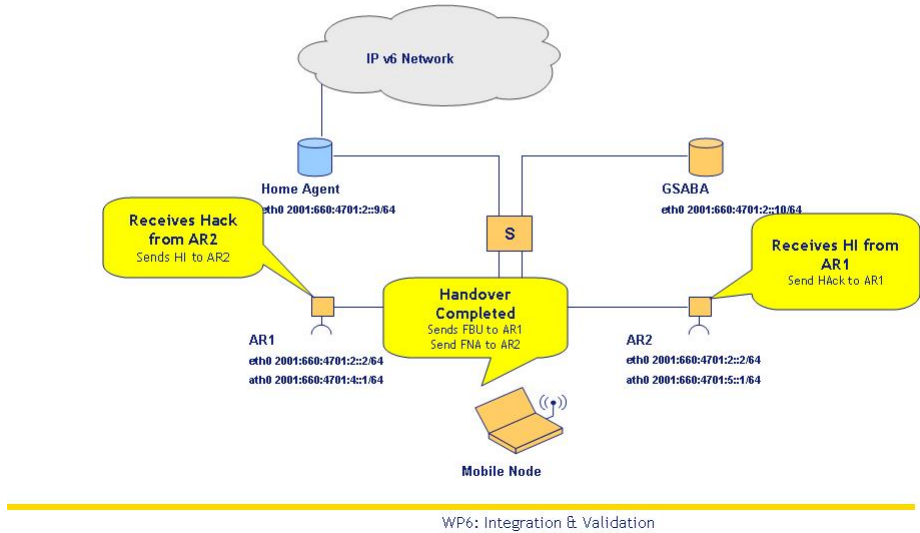 IP v6 Network
Home Agent
eth0 2001:660:4701:2::9/64
GSABA
eth0 2001:660:4701:2::10/64
Receives Hack
from AR2
Sends HI to AR2
S
Receives HI from
AR1
Send HAck to AR1
Handover
Completed
Sends FBU to AR1
Send FNA to AR2
AR1
eth0 2001:660:4701:2::2/64
ath0 2001:660:4701:4::1/64
AR2
eth0 2001:660:4701:2::2/64
ath0 2001:660:4701:5::1/64
Mobile Node
WP6: Integration & Validation